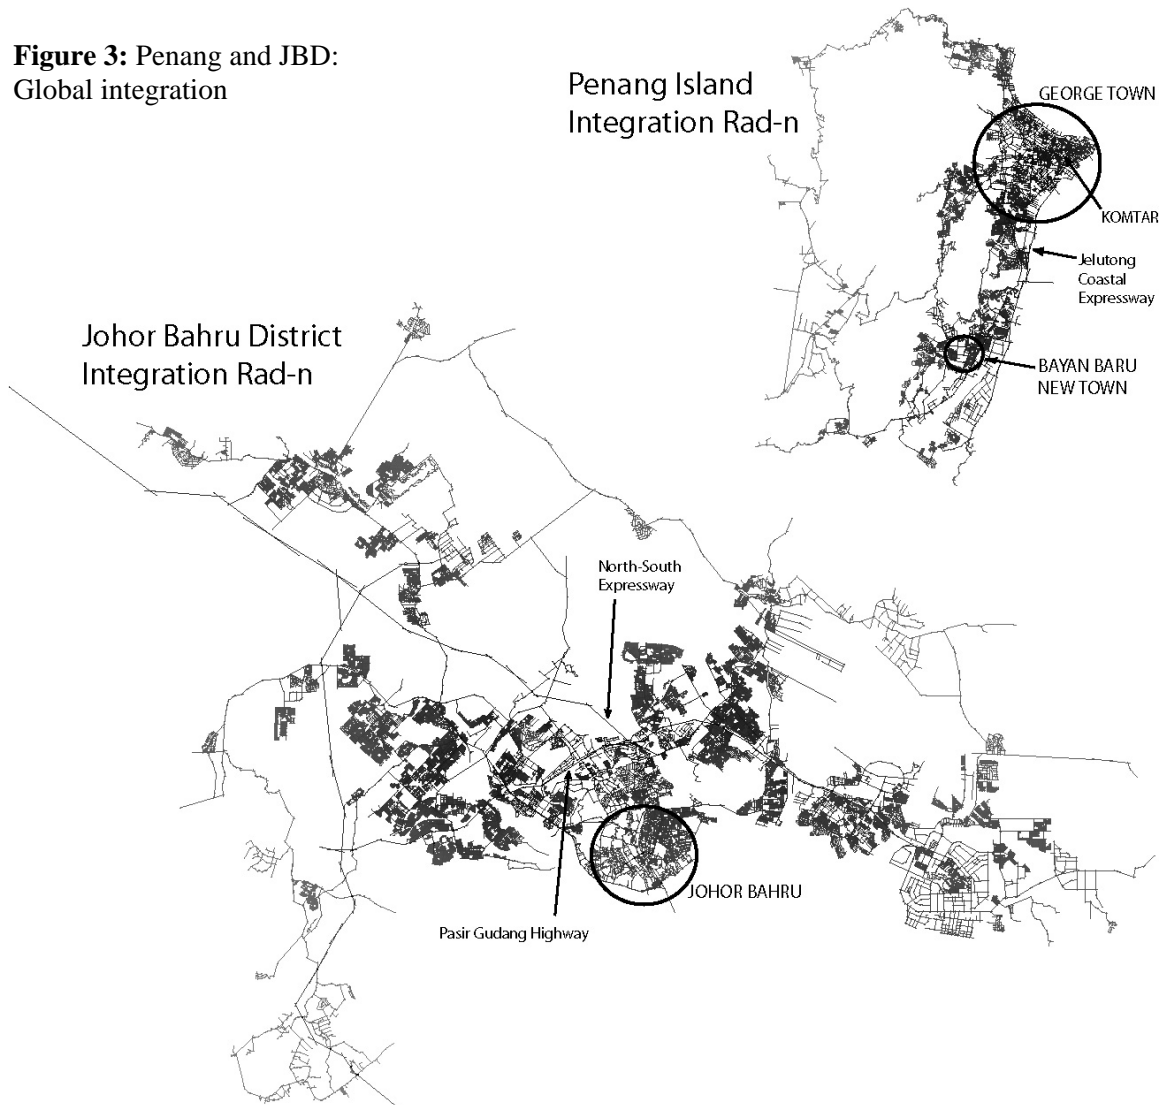 Figure 3: Penang and JBD:
Global integration
Penang Island
Integration Rad-n
GEORGE TOWN
KOMTAR
Jelutong
Coastal
Expressway
BAYAN BARU
NEW TOWN
Johor Bahru District
Integration Rad-n
North-South
Expressway
JOHOR BAHRU
Pasir Gudang Highway